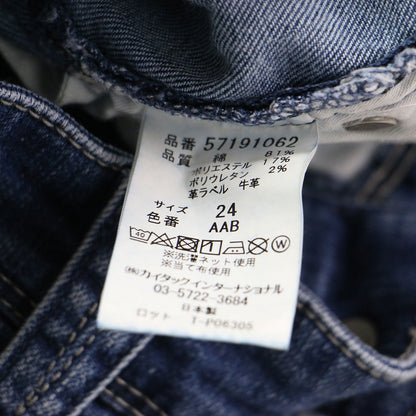 品番 57191062
品質 綿 81%
ポリエステル 17%
ポリウレタン 2%
革ラベル 牛革
サイズ 24
色番 AAB
40 W
※洗濯ネット使用
※当て布使用
(株)カイタックインターナショナル
03-5722-3684
日本製
ロット T-P06305